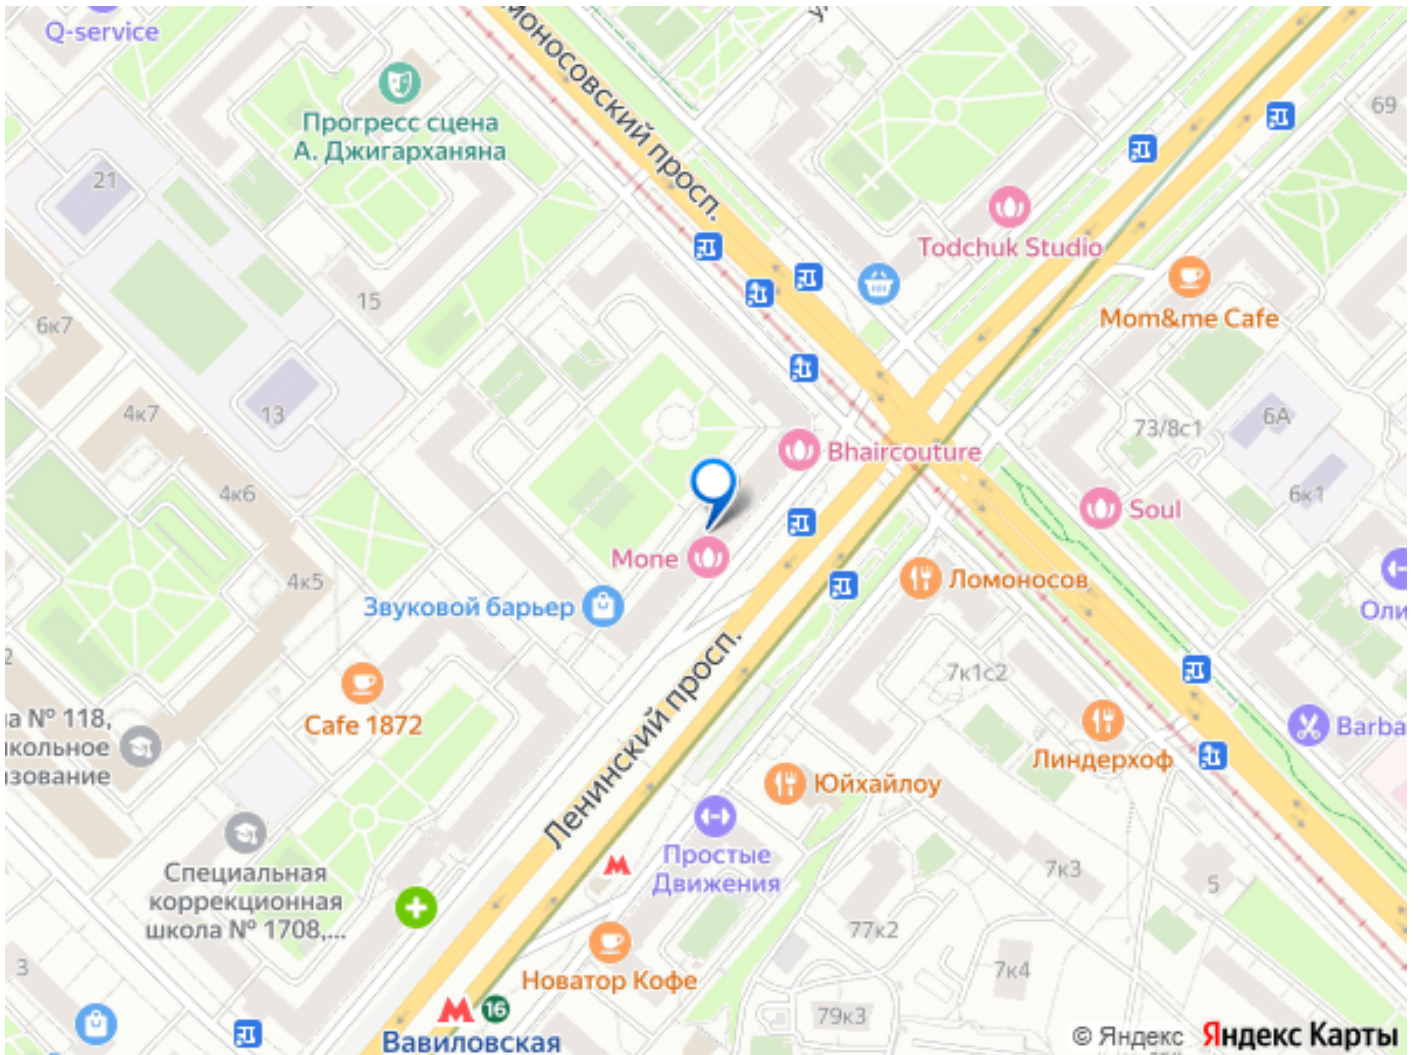 Q-service
Прогресс сцена
А. Джигарханяна
моносовский просп.
69
21
Todchuk Studio
15
Mom&me Cafe
6к7
4к7
13
6А
73/8с1
Bhaircouture
4к6
6к1
Soul
Mone
4к5
Звуковой барьер
Ломоносов
Оли
2
7к1с2
Cafe 1872
а № 118,
кольное
зование
Barba
Линдерхоф
Ленинский просп.
Юйхайлоу
Простые
Движения
Специальная
коррекционная
школа № 1708,...
7к3
5
77к2
3
Новатор Кофе
7к4
16
79к3
Вавиловская
© Яндекс Яндекс Карты